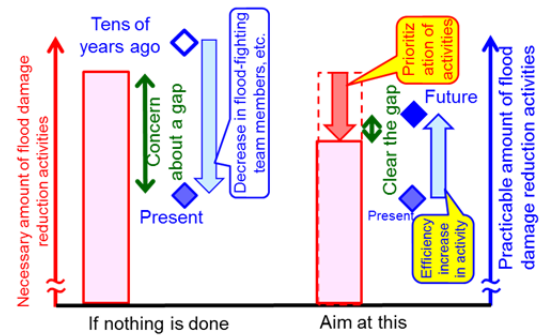 Necessary amount of flood damage
reduction activities
Tens of
years ago
Concern
about a gap
Decrease in flood-fighting
team members, etc.
Present
If nothing is done
Prioritiz
ation of
activities
Future
Clear the gap
Present
Efficiency
increase
in activity
Aim at this
Practicable amount of flood
damage reduction activities